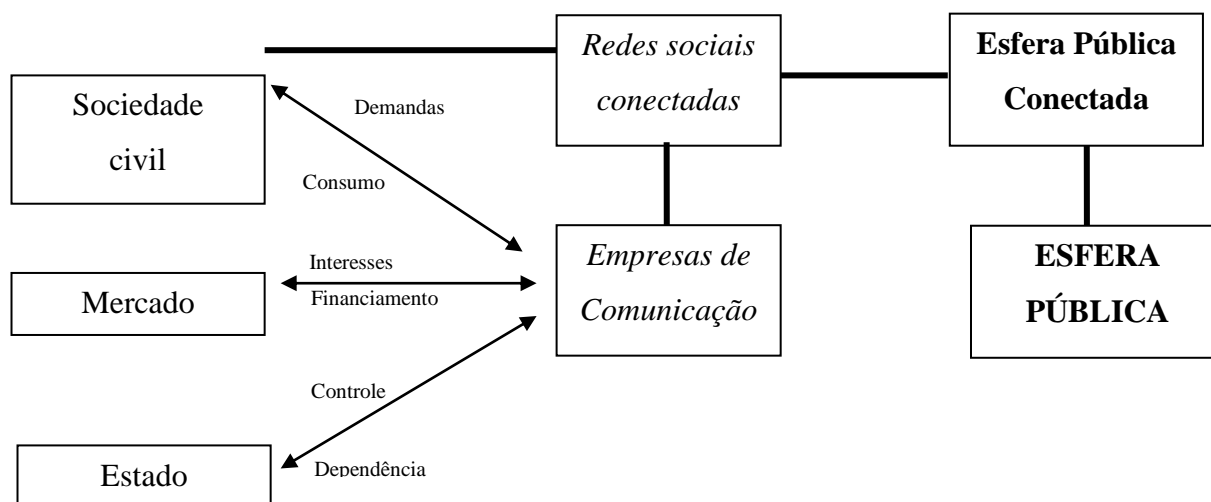 Redes sociais
conectadas
Esfera Pública
Conectada
Sociedade
civil
Demandas
Consumo
Empresas de
Comunicação
ESFERA
PÚBLICA
Mercado
Interesses
Financiamento
Controle
Estado
Dependência